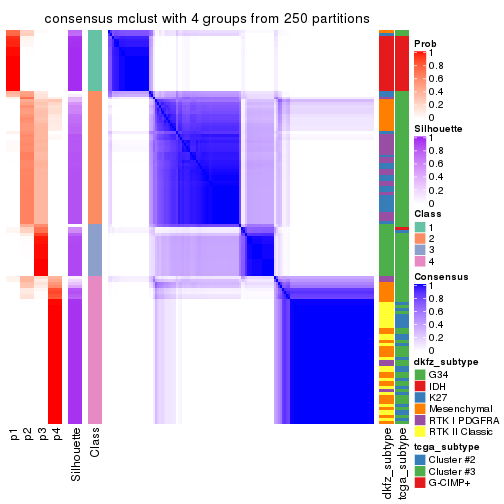 consensus mclust with 4 groups from 250 partitions
Prob
1
0.8
0.6
0.4
0.2
0
Silhouette
1
0.8
0.6
0.4
0.2
0
Class
1
2
3
4
Consensus
1
0.8
0.6
0.4
0.2
0
dkfz_subtype
G34
IDH
K27
Mesenchymal
RTK I PDGFRA
RTK II Classic
tcga_subtype
Cluster #2
Cluster #3
G-CIMP+
p1
p2
p3
p4
Silhouette
Class
dkfz_subtype
tcga_subtype